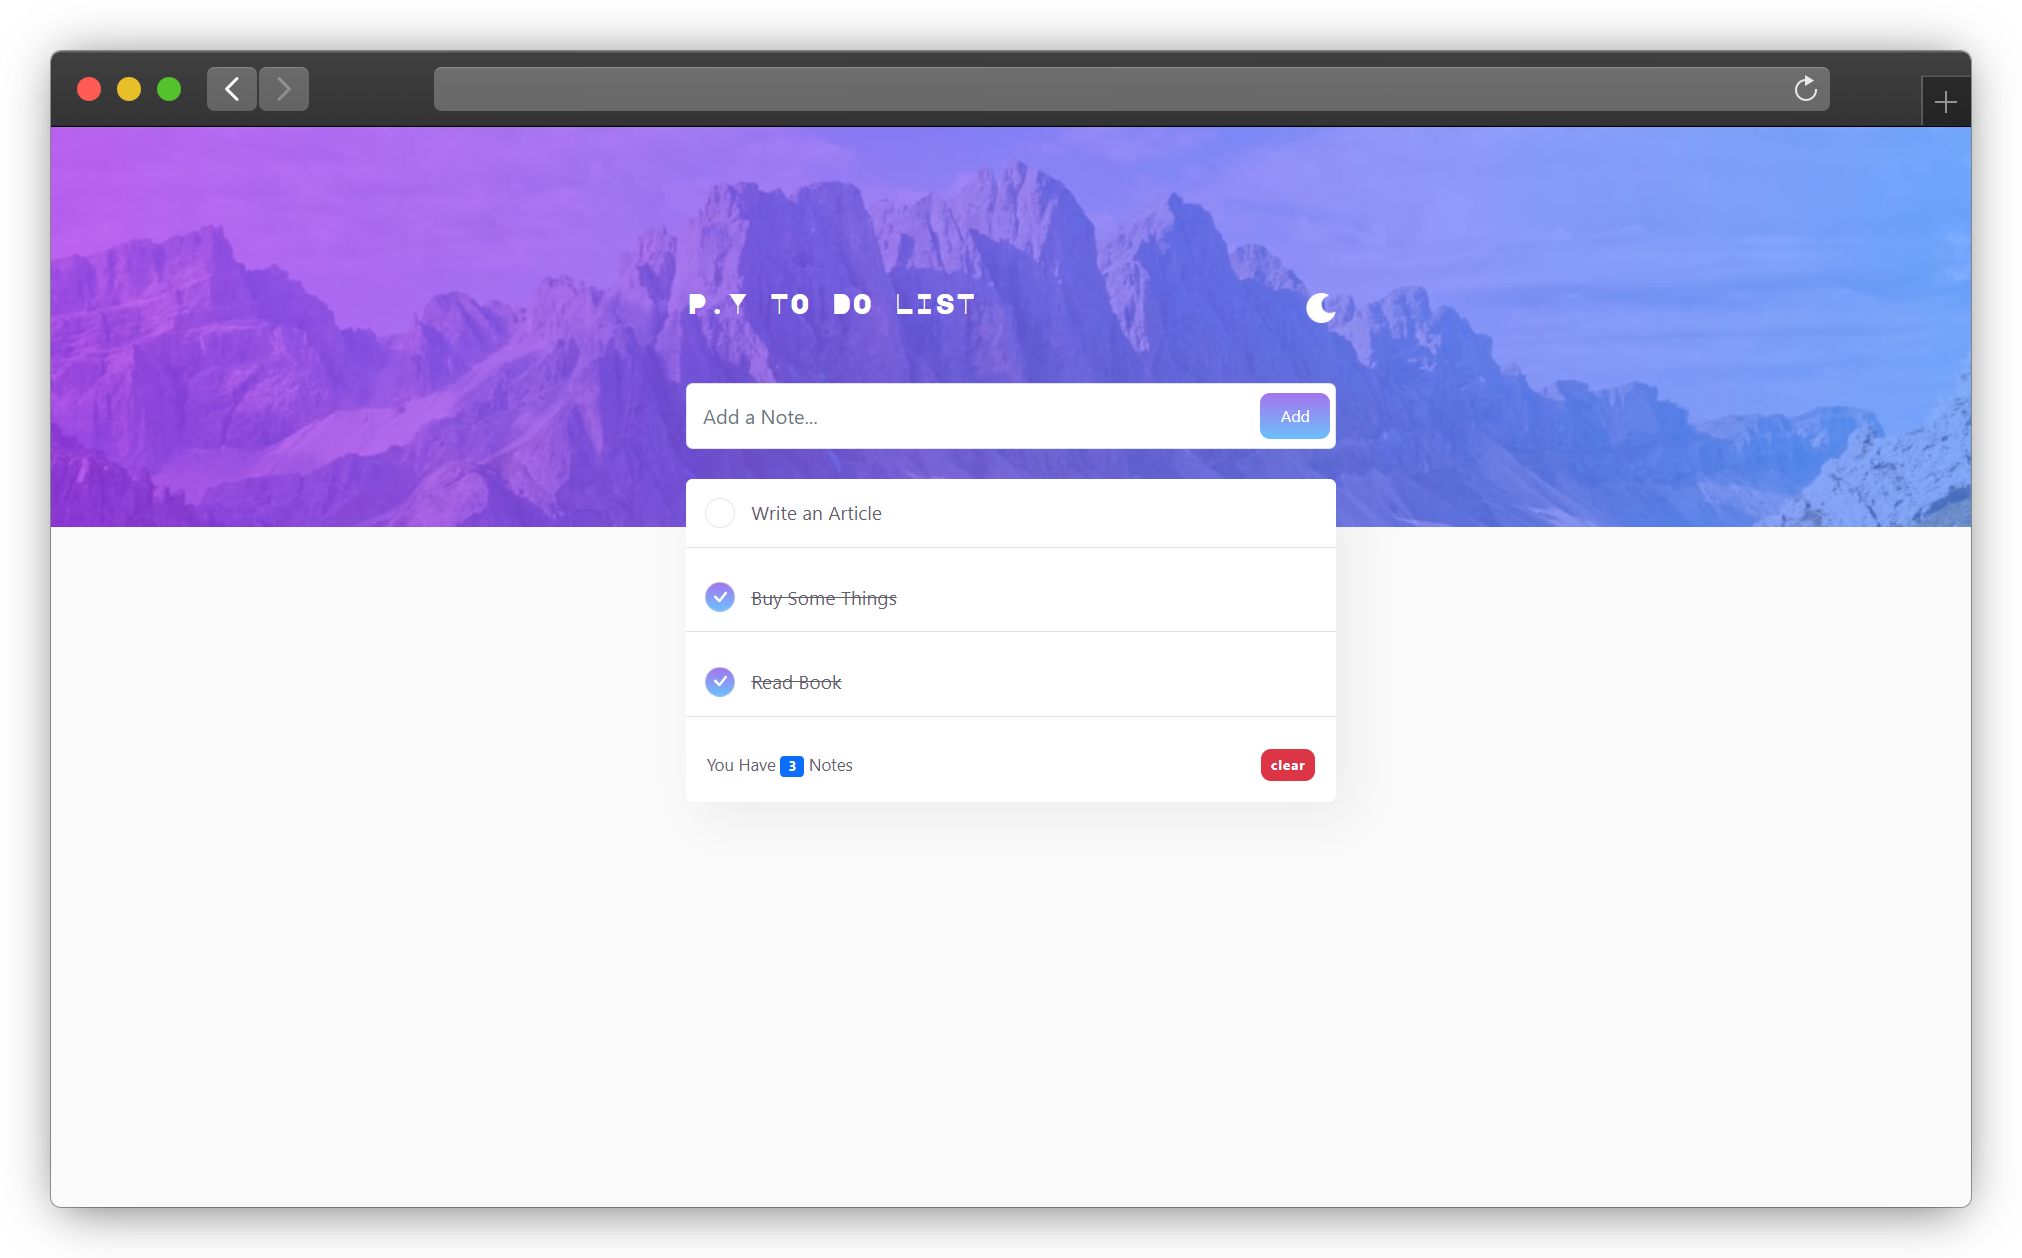 P.Y TO DO LIST
Add a Note...
Add
Write an Article
Buy Some Things
Read Book
You Have 3 Notes
clear